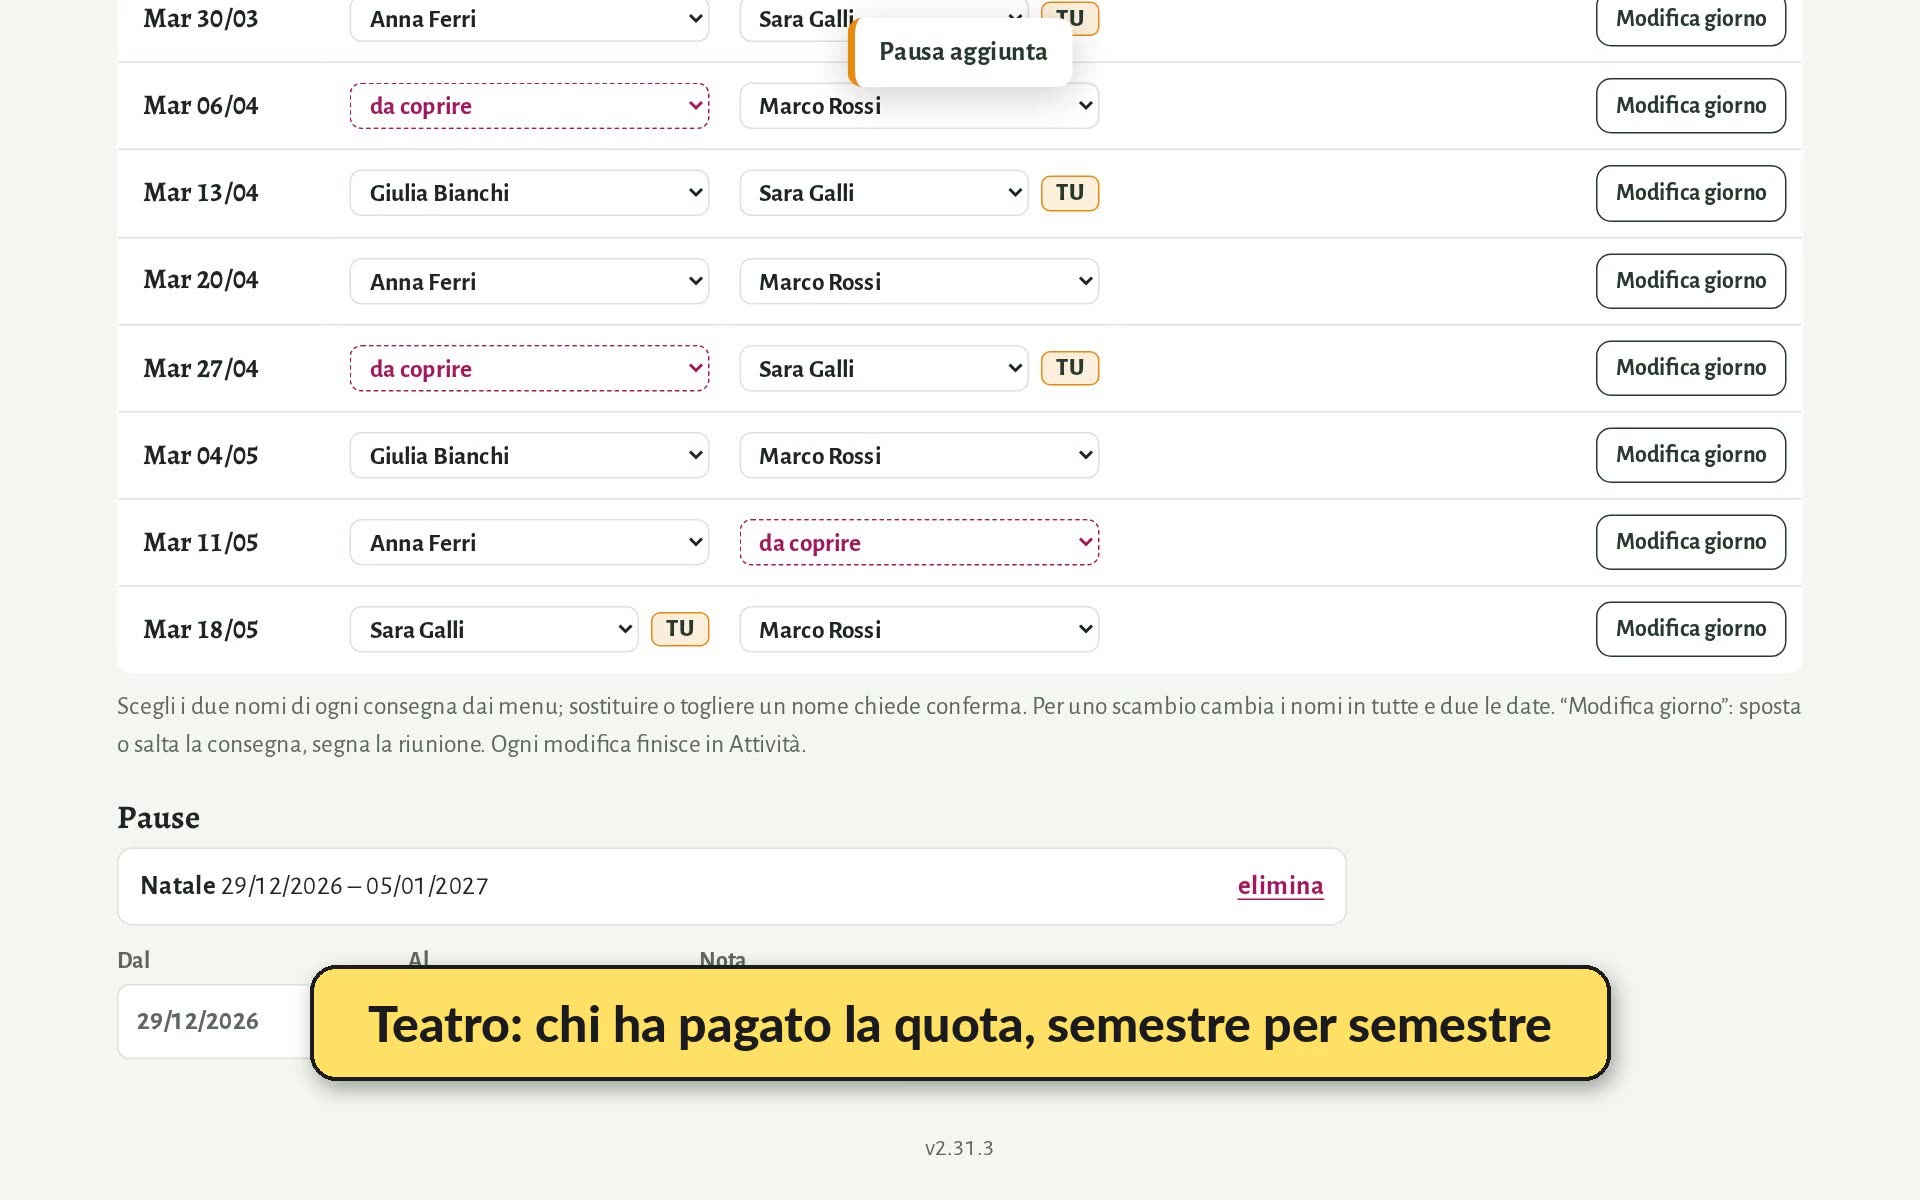 Mar 30/03 Anna Ferri Sara Galli TU Modifica giorno
Pausa aggiunta
Mar 06/04 da coprire Marco Rossi Modifica giorno
Mar 13/04 Giulia Bianchi Sara Galli TU Modifica giorno
Mar 20/04 Anna Ferri Marco Rossi Modifica giorno
Mar 27/04 da coprire Sara Galli TU Modifica giorno
Mar 04/05 Giulia Bianchi Marco Rossi Modifica giorno
Mar 11/05 Anna Ferri da coprire Modifica giorno
Mar 18/05 Sara Galli TU Marco Rossi Modifica giorno
Scegli i due nomi di ogni consegna dai menu; sostituire o togliere un nome chiede conferma. Per uno scambio cambia i nomi in tutte e due le date. “Modifica giorno”: sposta
o salta la consegna, segna la riunione. Ogni modifica finisce in Attività.
Pause
Natale 29/12/2026 – 05/01/2027 elimina
Dal Al Nota
29/12/2026
Teatro: chi ha pagato la quota, semestre per semestre
v2.31.3